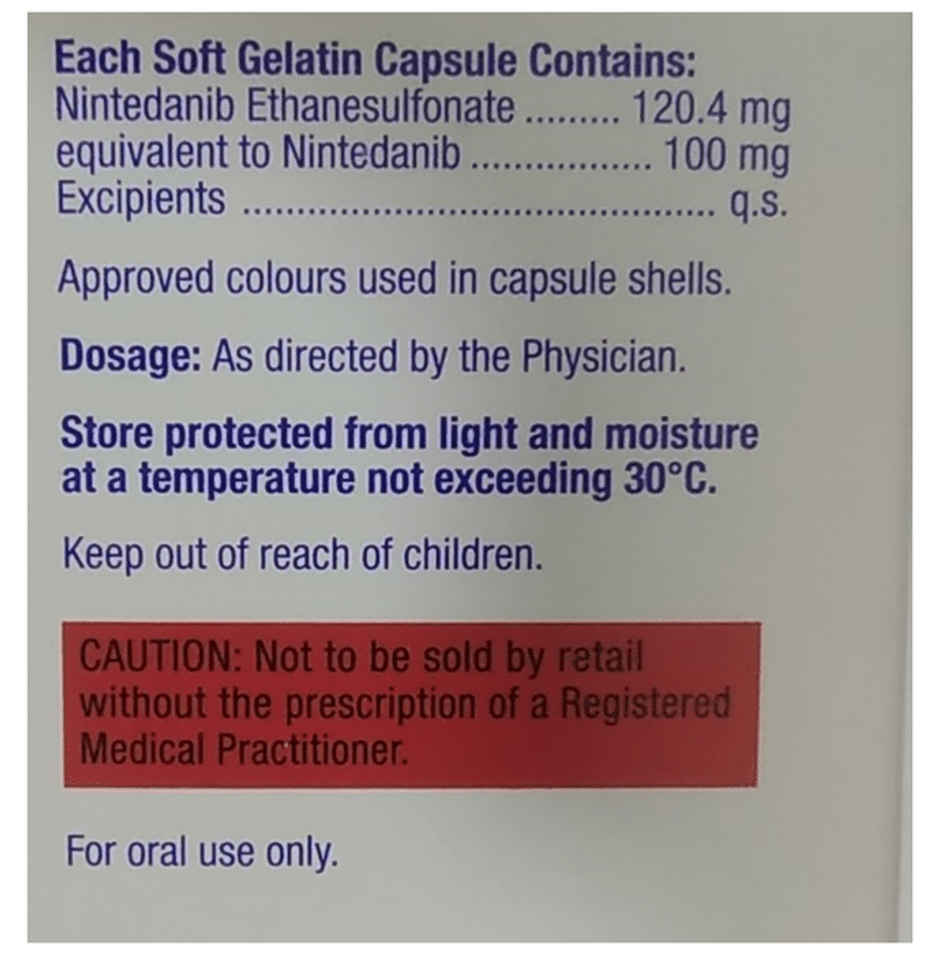 Each Soft Gelatin Capsule Contains:
Nintedanib Ethanesulfonate ......... 120.4 mg
equivalent to Nintedanib ................. 100 mg
Excipients ............................................. q.s.
Approved colours used in capsule shells.
Dosage: As directed by the Physician.
Store protected from light and moisture
at a temperature not exceeding 30°C.
Keep out of reach of children.
CAUTION: Not to be sold by retail
without the prescription of a Registered
Medical Practitioner.
For oral use only.